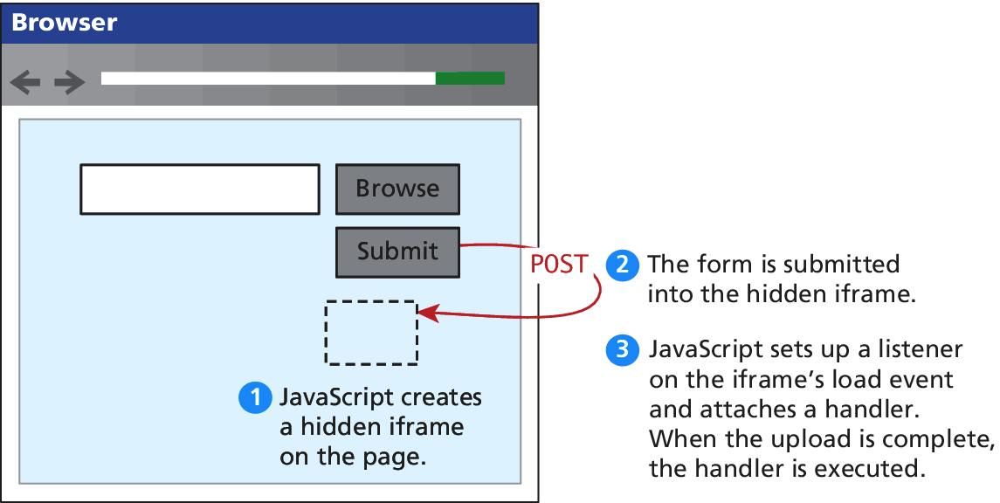 Browser
Browse
Submit
POST
1 JavaScript creates
a hidden iframe
on the page.
2 The form is submitted
into the hidden iframe.
3 JavaScript sets up a listener
on the iframe’s load event
and attaches a handler.
When the upload is complete,
the handler is executed.